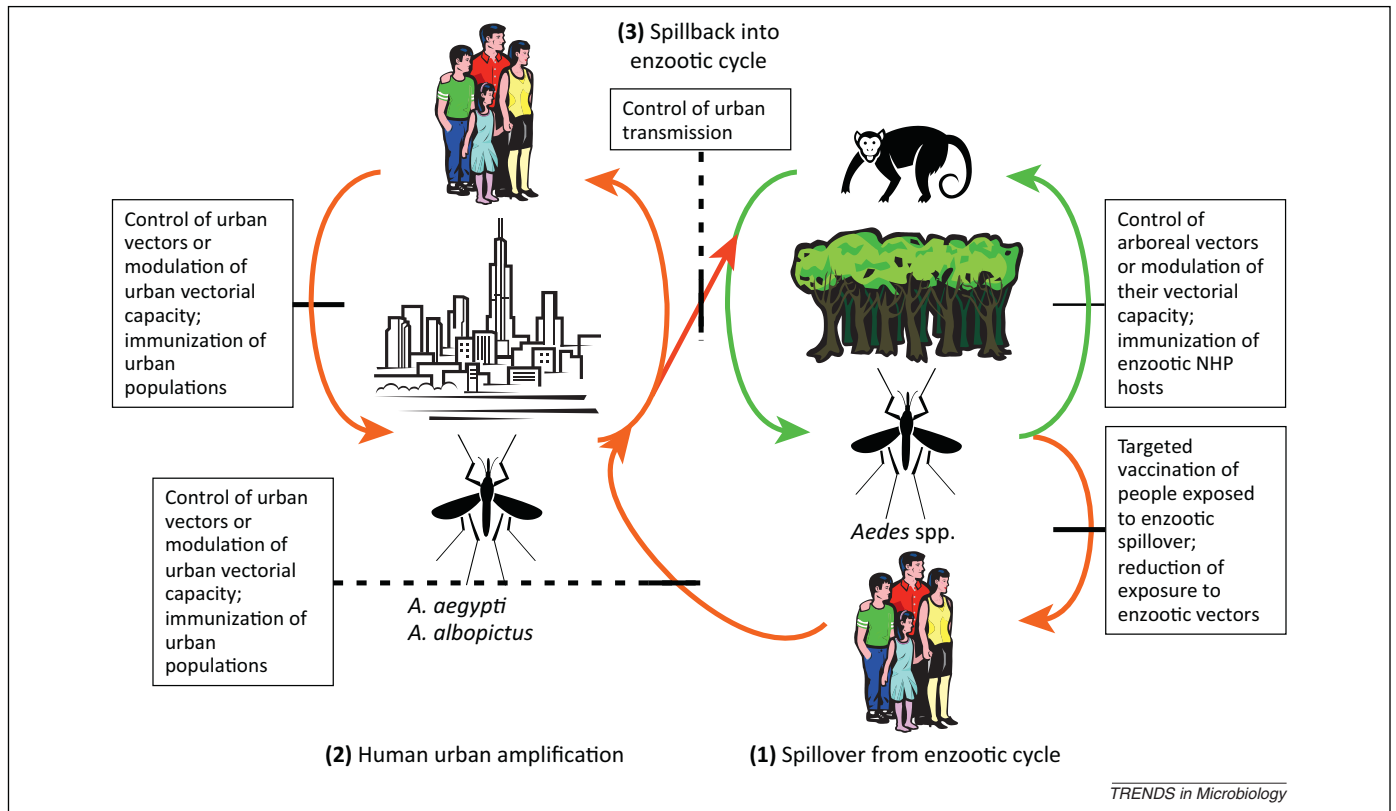 (3) Spillback into
enzootic cycle
Control of urban
transmission
Control of urban
vectors or
modulation of
urban vectorial
capacity;
immunization of
urban
populations
Control of
arboreal vectors
or modulation of
their vectorial
capacity;
immunization of
enzootic NHP
hosts
Control of urban
vectors or
modulation of
urban vectorial
capacity;
immunization of
urban
populations
A. aegypti
A. albopictus
Aedes spp.
Targeted
vaccination of
people exposed
to enzootic
spillover;
reduction of
exposure to
enzootic vectors
(2) Human urban amplification
(1) Spillover from enzootic cycle
TRENDS in Microbiology